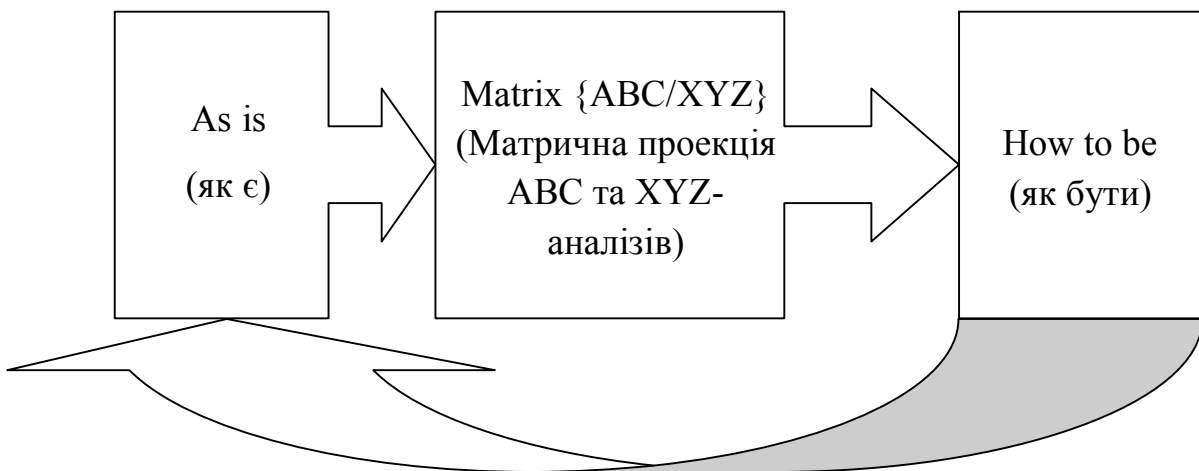 As is
(як є)
Matrix {ABC/XYZ}
(Матрична проекція
ABC та XYZ-
аналізів)
How to be
(як бути)